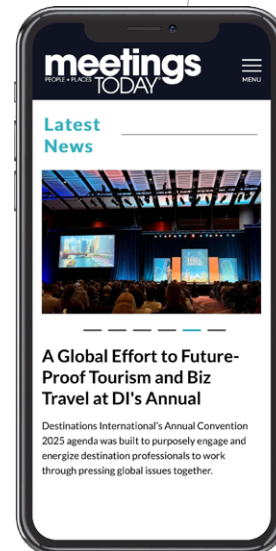 meetings
PEOPLE + PLACES TODAY
MENU
Latest
News
A Global Effort to Future-
Proof Tourism and Biz
Travel at DI's Annual
Destinations International's Annual Convention
2025 agenda was built to purposely engage and
energize destination professionals to work
through pressing global issues together.